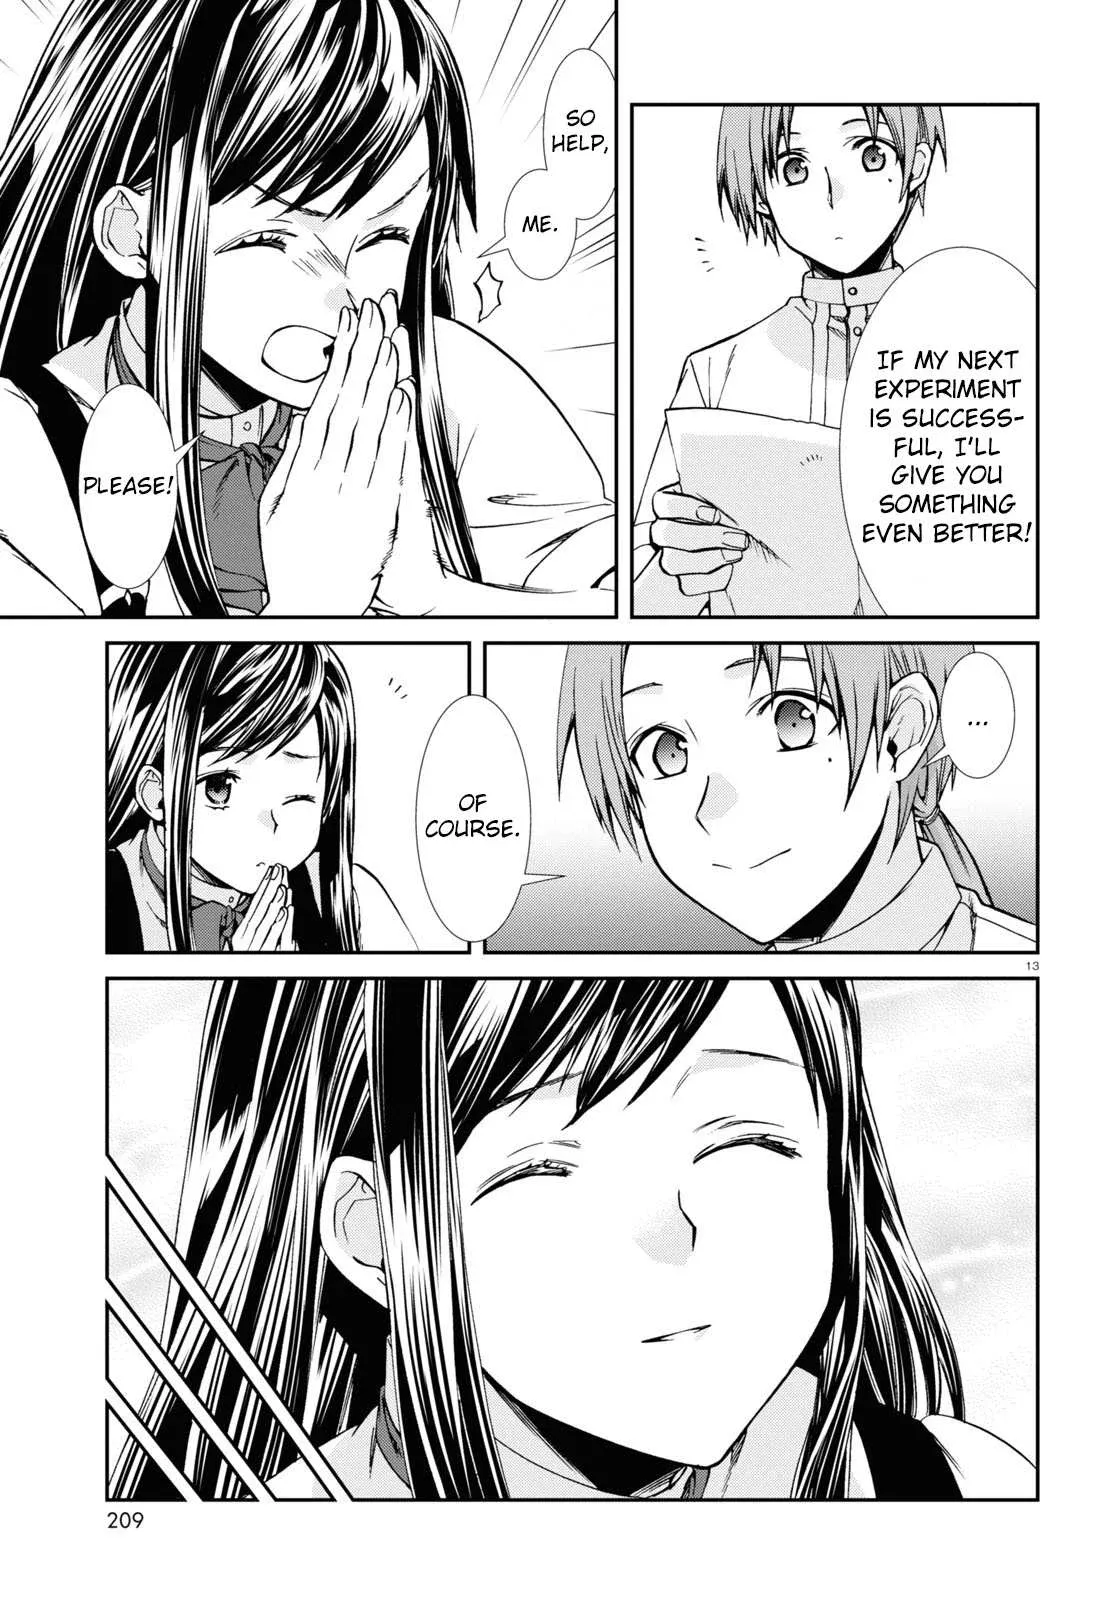 IF MY NEXT
EXPERIMENT
IS SUCCESS-
FUL, I'LL
GIVE YOU
SOMETHING
EVEN BETTER!
SO
HELP,
ME.
PLEASE!
...
OF
COURSE.
13
209